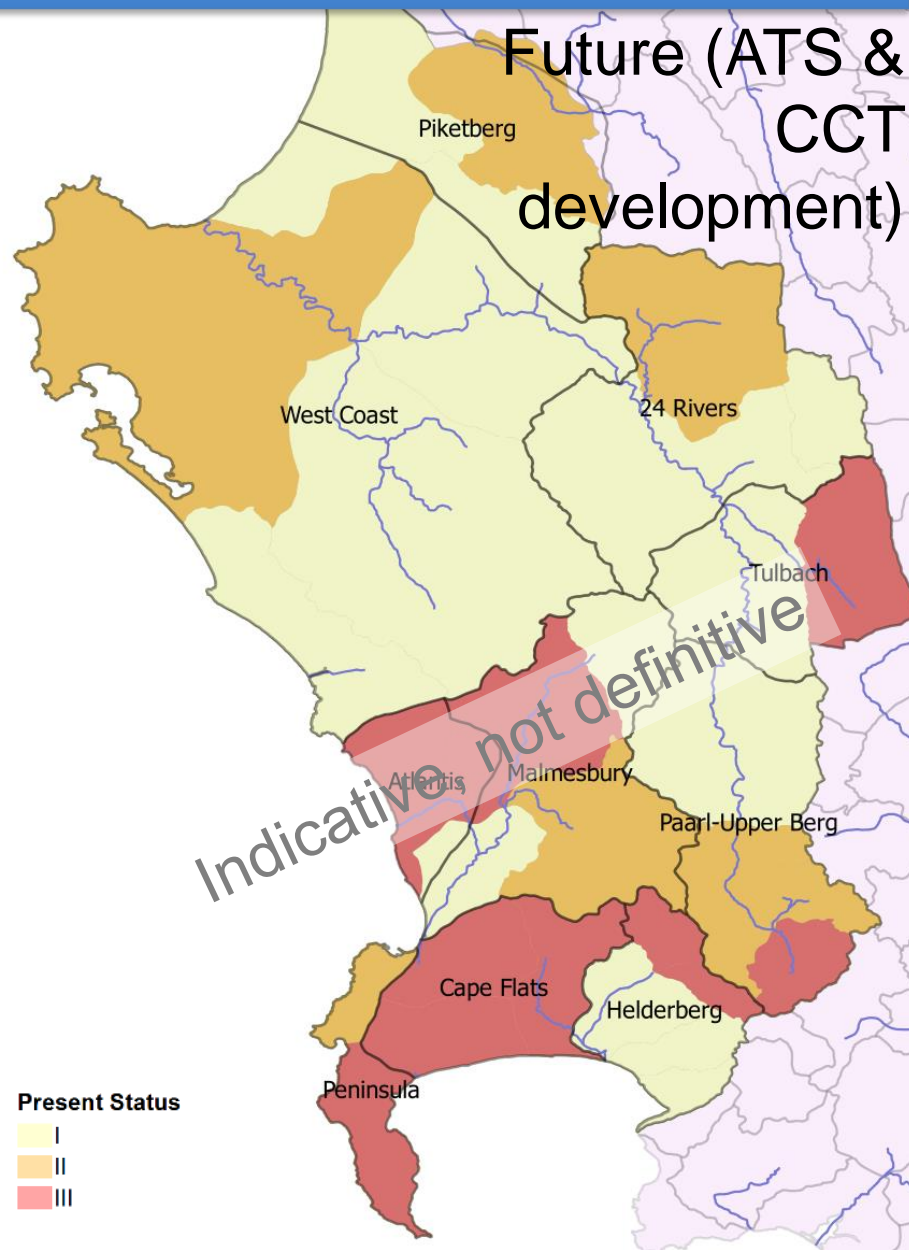 Future (ATS &
CCT
development)
Piketberg
West Coast
24 Rivers
Tulbach
Indicative, not definitive
Atlantis
Malmesbury
Paarl-Upper Berg
Cape Flats
Helderberg
Peninsula
Present Status
I
II
III